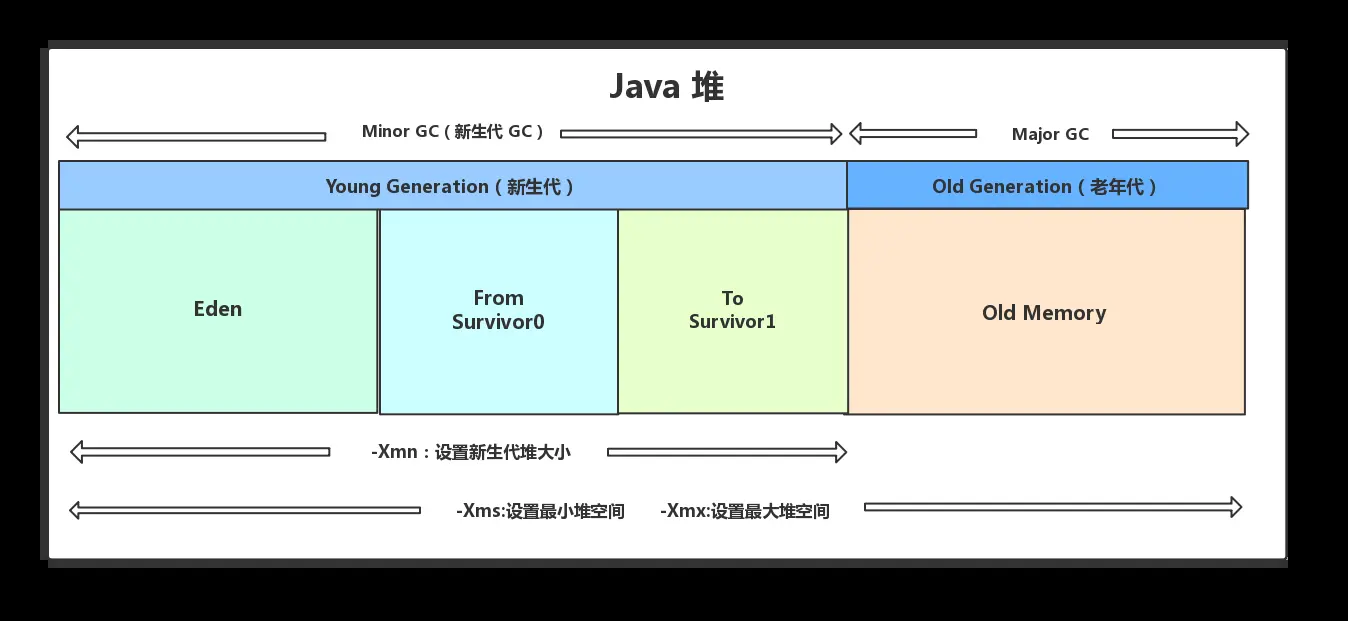 Java 堆
Minor GC（新生代 GC）
Major GC
Young Generation（新生代）
Old Generation（老年代）
Eden
From
Survivor0
To
Survivor1
Old Memory
-Xmn：设置新生代堆大小
-Xms:设置最小堆空间
-Xmx:设置最大堆空间